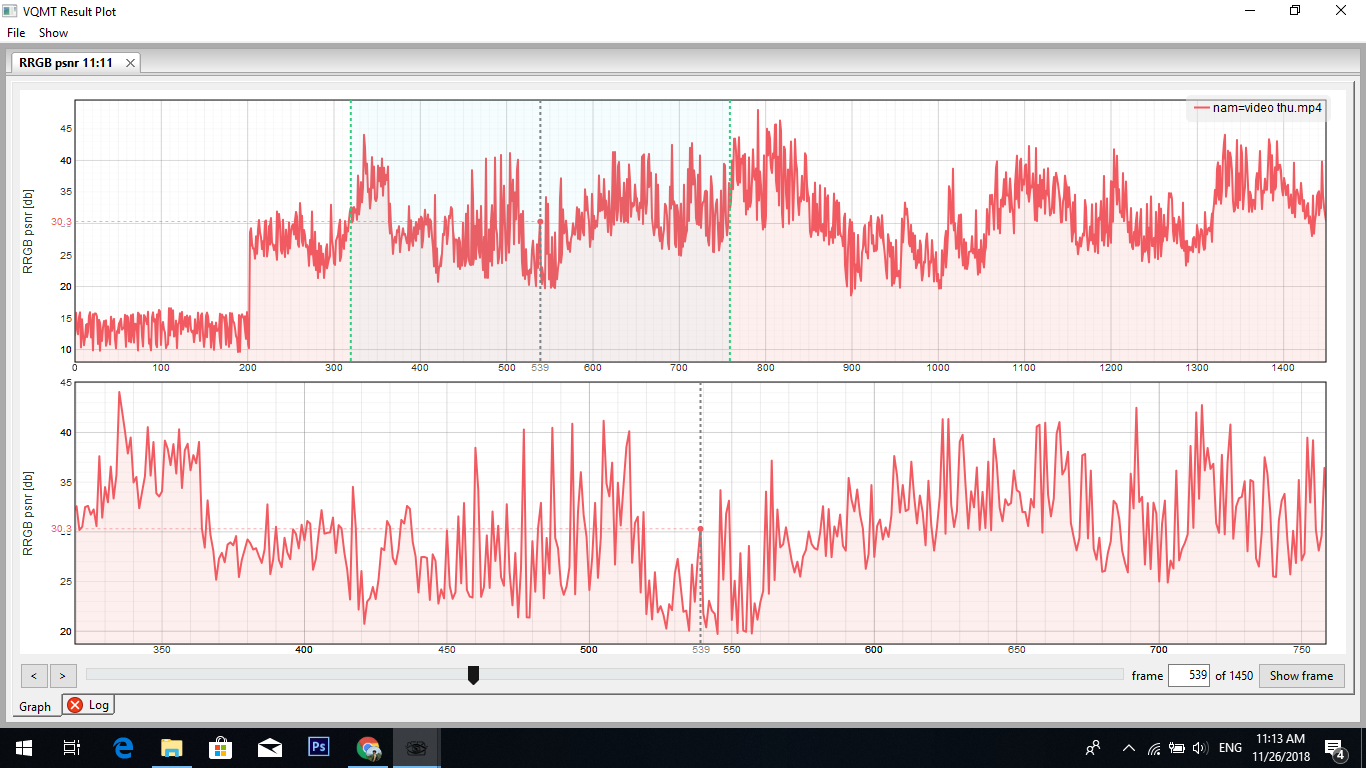 VQMT Result Plot
File Show
RRGB psnr 11:11
RRGB psnr [db]
nam=video thu.mp4
45
40
35
30.3
25
20
15
10
0 100 200 300 400 500 539 600 700 800 900 1000 1100 1200 1300 1400
RRGB psnr [db]
45
40
35
30.3
25
20
350 400 450 500 539 550 600 650 700 750
< > frame 539 of 1450 Show frame
Graph Log
Ps
ENG
11:13 AM
11/26/2018
4